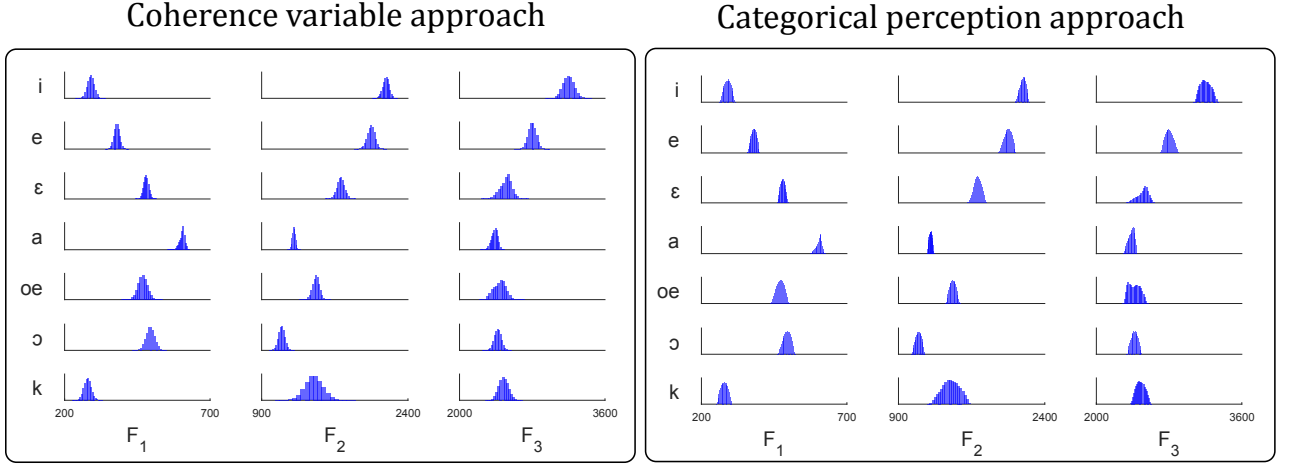 Coherence variable approach
i
e
ε
a
oe
ɔ
k
200 700 900 2400 2000 3600
F1 F2 F3
Categorical perception approach
i
e
ε
a
oe
ɔ
k
200 700 900 2400 2000 3600
F1 F2 F3